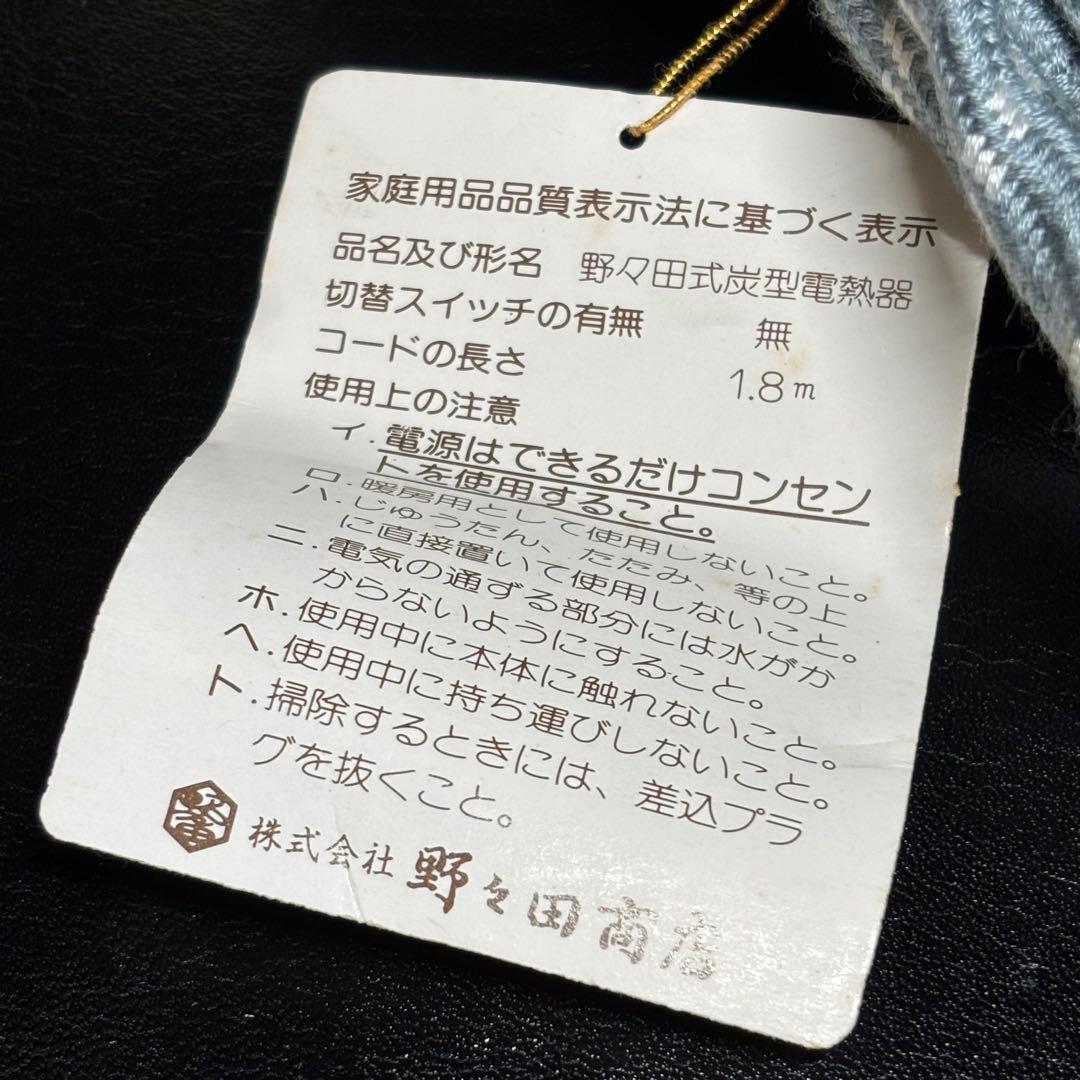 家庭用品品質表示法に基づく表示
品名及び形名 野々田式炭型電熱器
切替スイッチの有無 無
コードの長さ 1.8m
使用上の注意
イ.電源はできるだけコンセン
トを使用すること。
ロ.暖房用として使用しないこと。
ハ.じゅうたん、たたみ、等の上
に直接置いて使用しないこと。
ニ.電気の通ずる部分には水がか
からないようにすること。
ホ.使用中に本体に触れないこと。
ヘ.使用中に持ち運びしないこと。
ト.掃除するときには、差込プラ
グを抜くこと。
株式会社 野々田商店